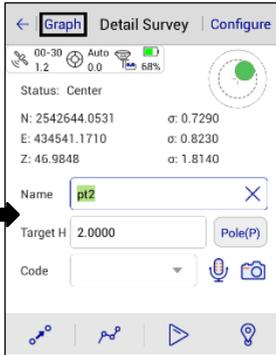 Graph Detail Survey Configure
00-30 Auto
1.2 0.0 68%
Status: Center
N: 2542644.0531 σ: 0.7290
E: 434541.1710 σ: 0.8230
Z: 46.9848 σ: 1.8140
Name pt2
Target H 2.0000 Pole(P)
Code